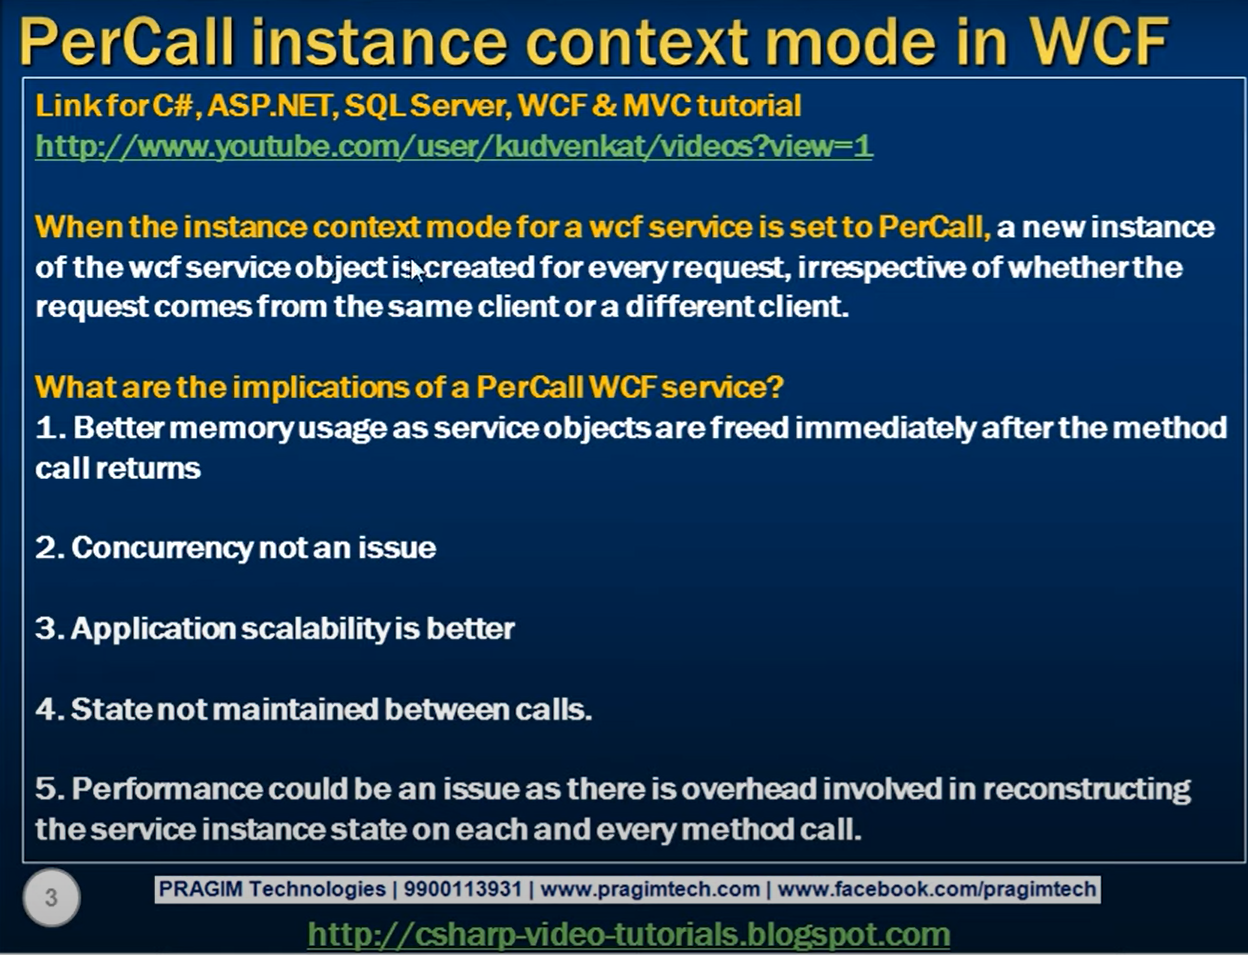 PerCall instance context mode in WCF
Link for C#, ASP.NET, SQL Server, WCF & MVC tutorial
http://www.youtube.com/user/kudvenkat/videos?view=1
When the instance context mode for a wcf service is set to PerCall, a new instance
of the wcf service object is created for every request, irrespective of whether the
request comes from the same client or a different client.
What are the implications of a PerCall WCF service?
1. Better memory usage as service objects are freed immediately after the method
call returns
2. Concurrency not an issue
3. Application scalability is better
4. State not maintained between calls.
5. Performance could be an issue as there is overhead involved in reconstructing
the service instance state on each and every method call.
3
PRAGIM Technologies | 9900113931 | www.pragimtech.com | www.facebook.com/pragimtech
http://csharp-video-tutorials.blogspot.com